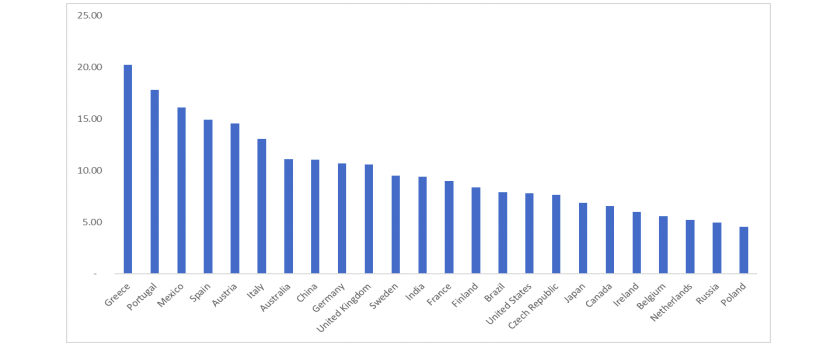 25.00
20.00
15.00
10.00
5.00
-
Greece
Portugal
Mexico
Spain
Austria
Italy
Australia
China
Germany
United Kingdom
Sweden
India
France
Finland
Brazil
United States
Czech Republic
Japan
Canada
Ireland
Belgium
Netherlands
Russia
Poland